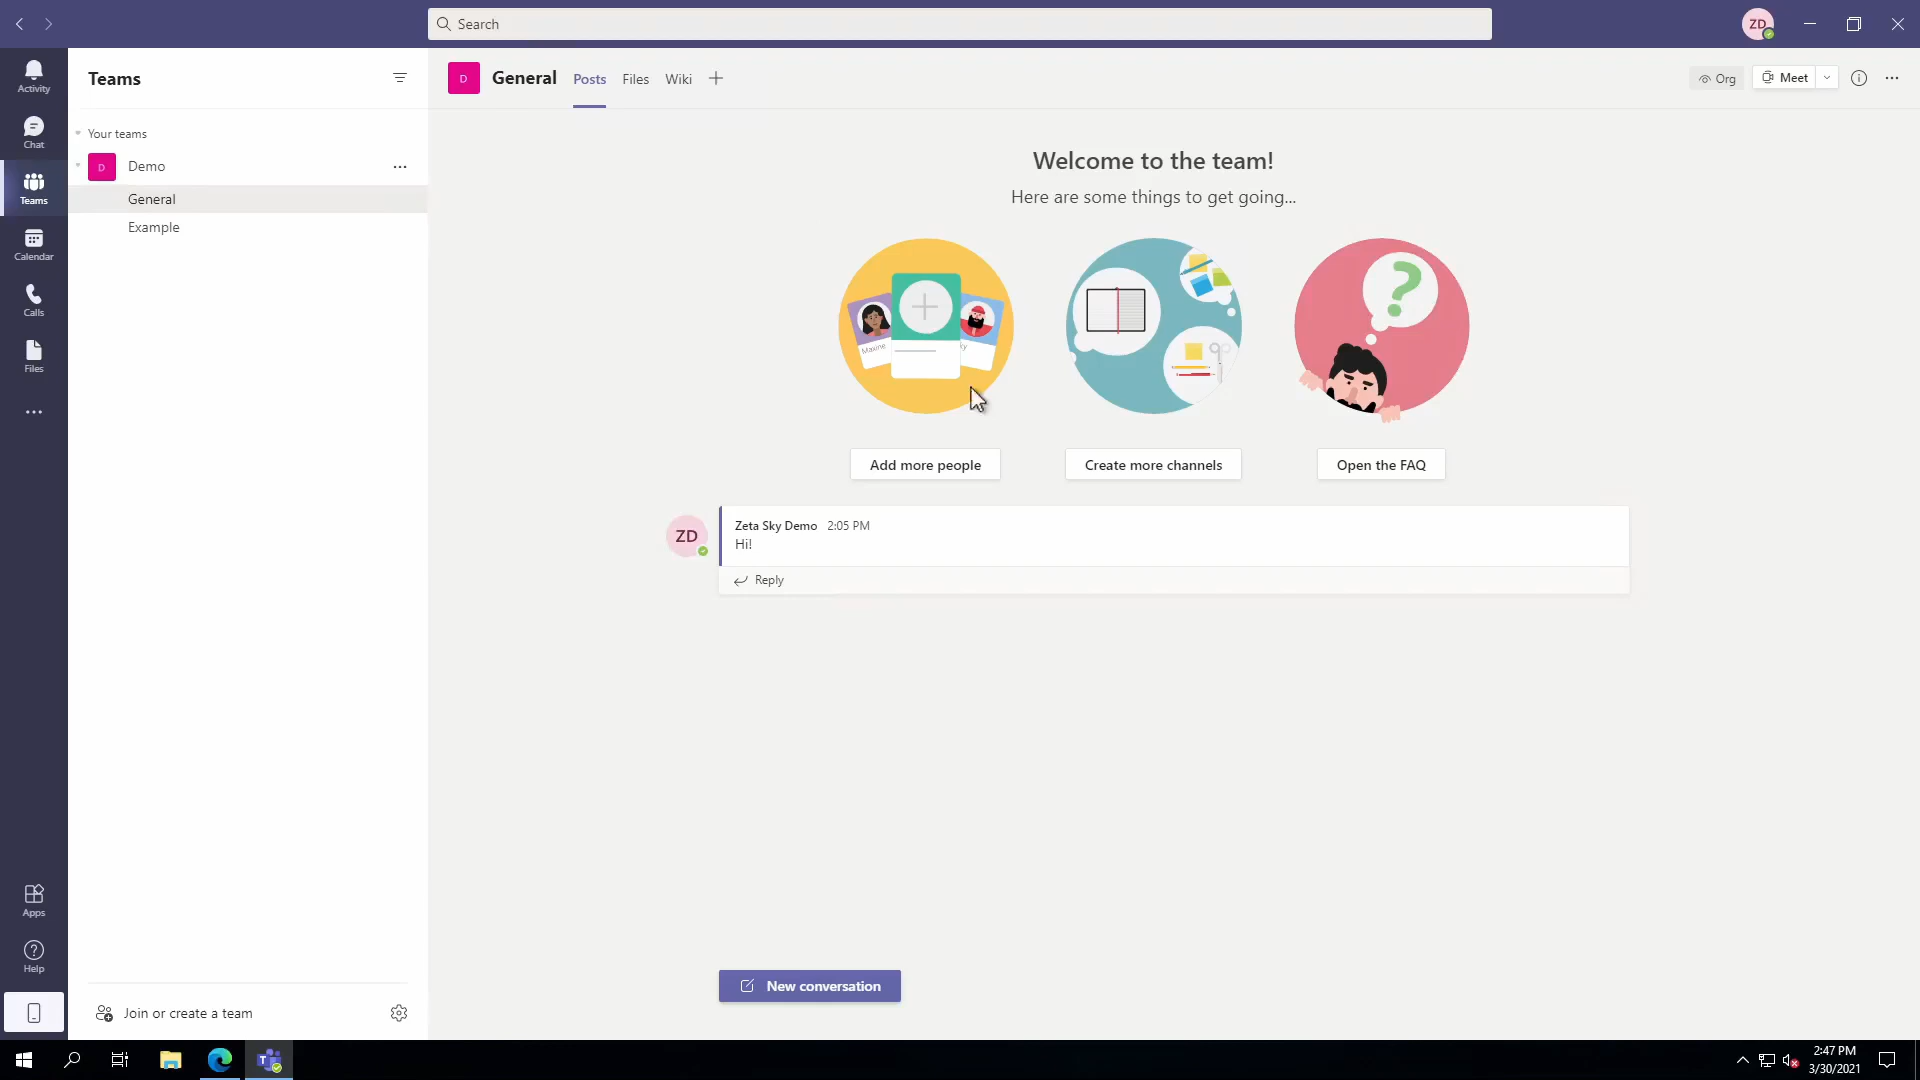 Search
ZD
Activity
Chat
Teams
Calendar
Calls
Files
Apps
Help
Teams
Your teams
D
Demo
General
Example
Join or create a team
D
General
Posts
Files
Wiki
Org
Meet
Welcome to the team!
Here are some things to get going...
Maxine
Add more people
Create more channels
Open the FAQ
ZD
Zeta Sky Demo 2:05 PM
Hi!
Reply
New conversation
T
2:47 PM
3/30/2021